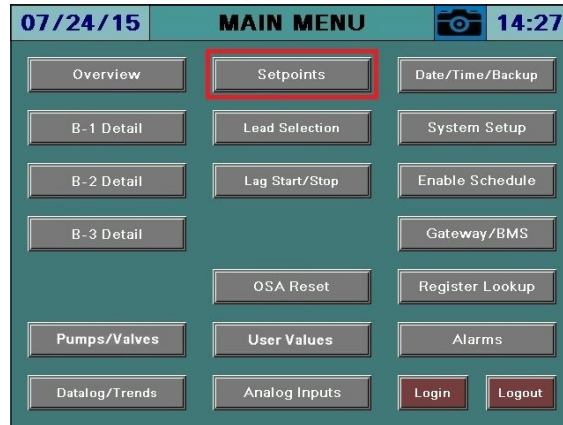 07/24/15 MAIN MENU 14:27
Overview Setpoints Date/Time/Backup
B-1 Detail Lead Selection System Setup
B-2 Detail Lag Start/Stop Enable Schedule
B-3 Detail Gateway/BMS
OSA Reset Register Lookup
Pumps/Valves User Values Alarms
Datalog/Trends Analog Inputs Login Logout